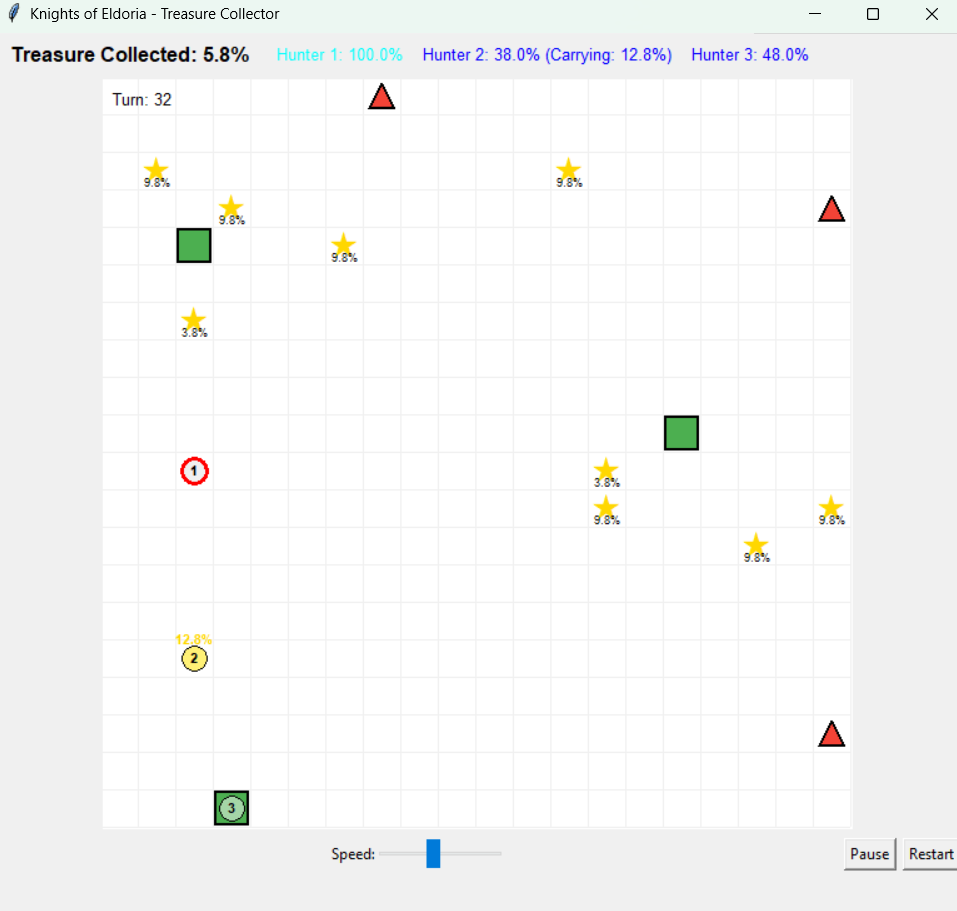 Knights of Eldoria - Treasure Collector
Treasure Collected: 5.8% Hunter 1: 100.0% Hunter 2: 38.0% (Carrying: 12.8%) Hunter 3: 48.0%
Turn: 32
9.8% 9.8%
9.8%
9.8%
3.8%
1
3.8%
9.8% 9.8%
9.8%
12.8%
2
3
Speed: Pause Restart